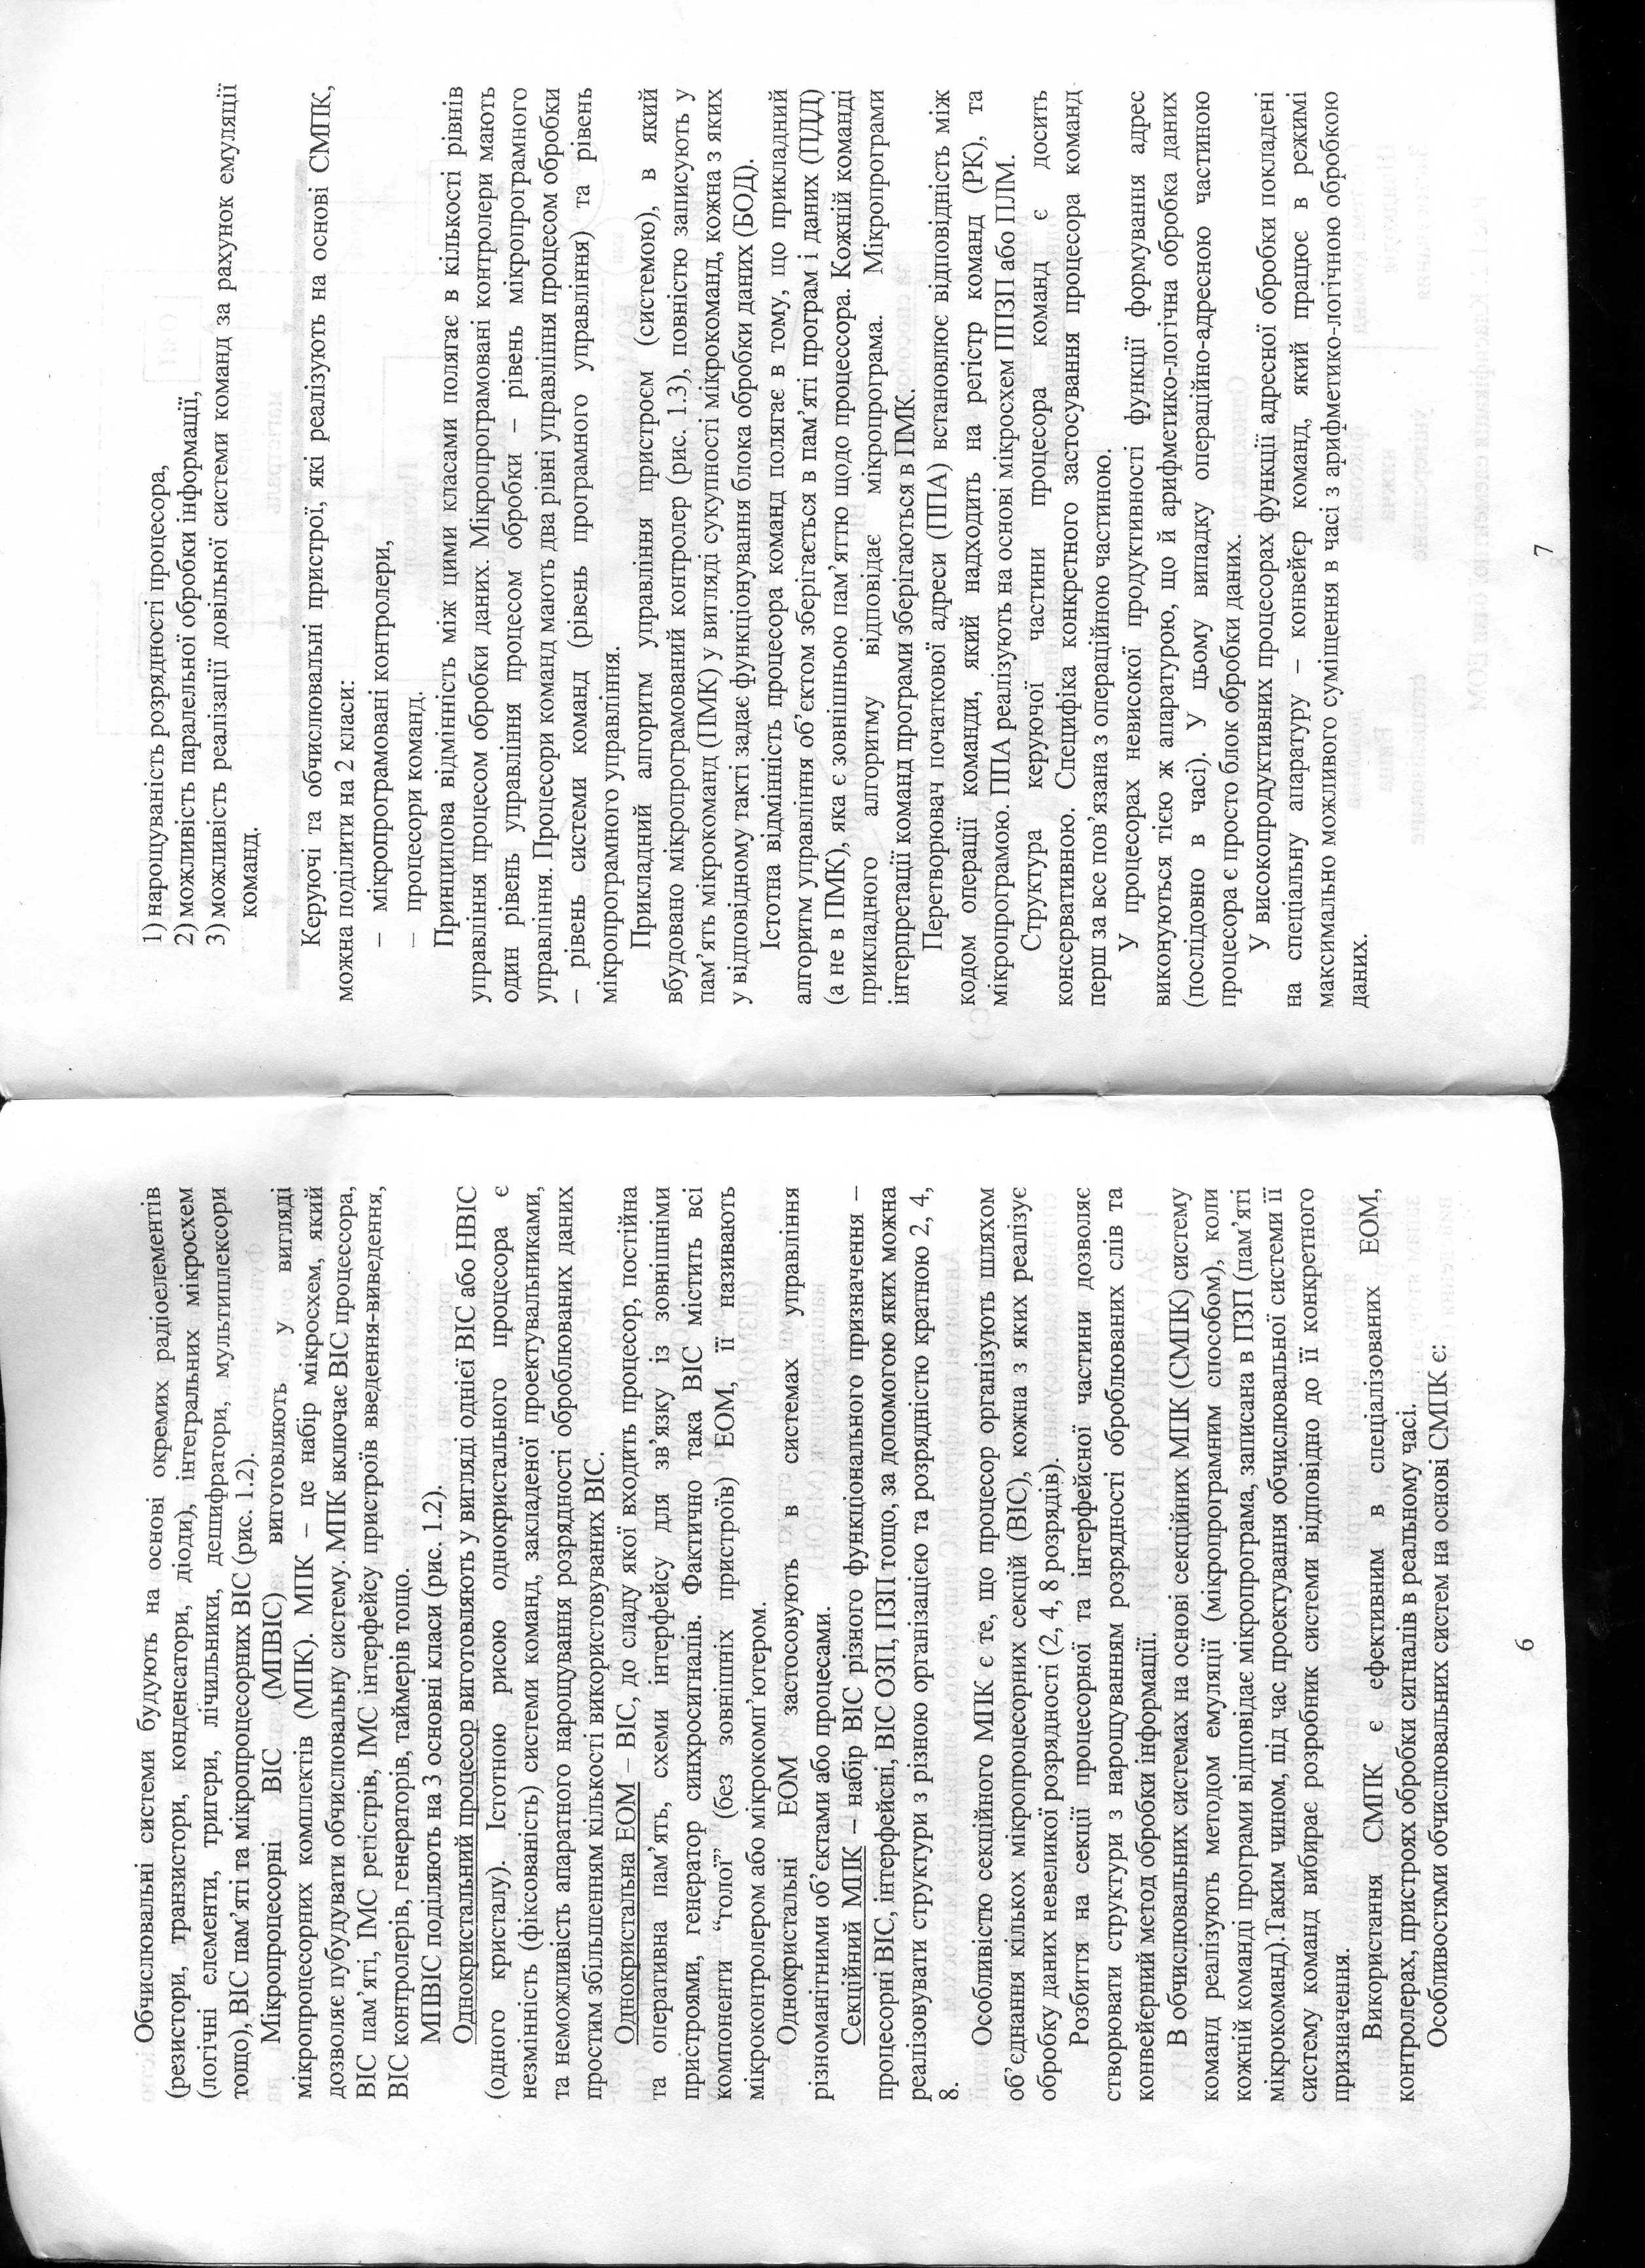 Обчислювальні системи будують на основі окремих радіоелементів
(резистори, транзистори, конденсатори, діоди), інтегральних мікросхем
(логічні елементи, тригери, лічильники, дешифратори, мультиплексори
тощо), ВІС пам’яті та мікропроцесорних ВІС (рис. 1.2).
Мікропроцесорні ВІС (МПВІС) виготовляють у вигляді
мікропроцесорних комплектів (МПК). МПК – це набір мікросхем, який
дозволяє пубудувати обчислювальну систему. МПК включає ВІС процессора,
ВІС пам’яті, ІМС регістрів, ІМС інтерфейсу пристроїв введення-виведення,
ВІС контролерів, генераторів, таймерів тощо.
МПВІС поділяють на 3 основні класи (рис. 1.2).
Однокристальний процесор виготовляють у вигляді однієї ВІС або НВІС
(одного кристалу). Істотною рисою однокристального процесора є
незмінність (фіксованість) системи команд, закладеної проектувальниками,
та неможливість апаратного нарощування розрядності оброблюваних даних
простим збільшенням кількості використовуваних ВІС.
Однокристальна ЕОМ – ВІС, до сладу якої входить процесор, постійна
та оперативна пам’ять, схеми інтерфейсу для зв’язку із зовнішніми
пристроями, генератор синхросигналів. Фактично така ВІС містить всі
компоненти “голої” (без зовнішніх пристроїв) ЕОМ, її називають
мікроконтролером або мікрокомп’ютером.
Однокристальні ЕОМ застосовують в системах управління
різноманітними об’єктами або процесами.
Секційний МПК – набір ВІС різного функціонального призначення –
процесорні ВІС, інтерфейсні, ВІС ОЗП, ПЗП тощо, за допомогою яких можна
реалізовувати структури з різною організацією та розрядністю кратною 2, 4,
8.
Особливістю секційного МПК є те, що процесор організують шляхом
об’єднання кількох мікропроцесорних секцій (ВІС), кожна з яких реалізує
обробку даних невеликої розрядності (2, 4, 8 розрядів).
Розбиття на секції процесорної та інтерфейсної частини дозволяє
створювати структури з нарощуванням розрядності оброблюваних слів та
конвейєрний метод обробки інформації.
В обчислювальних системах на основі секційних МПК (СМПК) систему
команд реалізують методом емуляції (мікропрограмним способом), коли
кожній команді програми відповідає мікропрограма, записана в ПЗП (пам’яті
мікрокоманд).Таким чином, під час проектування обчислювальної системи її
систему команд вибирає розробник системи відповідно до її конкретного
призначення.
Використання СМПК є ефективним в спеціалізованих ЕОМ,
контролерах, пристроях обробки сигналів в реальному часі.
Особливостями обчислювальних систем на основі СМПК є:
6
1) нарощуваність розрядності процесора,
2) можливість паралельної обробки інформації,
3) можливість реалізації довільної системи команд за рахунок емуляції
команд.
Керуючі та обчислювальні пристрої, які реалізують на основі СМПК,
можна поділити на 2 класи:
– мікропрограмовані контролери,
– процесори команд.
Принципова відмінність між цими класами полягає в кількості рівнів
управління процесом обробки даних. Мікропрограмовані контролери мають
один рівень управління процесом обробки – рівень мікропрограмного
управління. Процесори команд мають два рівні управління процесом обробки
– рівень системи команд (рівень програмного управління) та рівень
мікропрограмного управління.
Прикладний алгоритм управління пристроєм (системою), в який
вбудовано мікропрограмований контролер (рис. 1.3), повністю записують у
пам’ять мікрокоманд (ПМК) у вигляді сукупності мікрокоманд, кожна з яких
у відповідному такті задає функціонування блока обробки даних (БОД).
Істотна відмінність процесора команд полягає в тому, що прикладний
алгоритм управління об’єктом зберігається в пам’яті програм і даних (ПДД)
(а не в ПМК), яка є зовнішньою пам’яттю щодо процессора. Кожній команді
прикладного алгоритму відповідає мікропрограма. Мікропрограми
інтерпретації команд програми зберігаються в ПМК.
Перетворювач початкової адреси (ППА) встановлює відповідність між
кодом операції команди, який надходить на регістр команд (РК), та
мікропрограмою. ППА реалізують на основі мікросхем ППЗП або ПЛМ.
Структура керуючої частини процесора команд є досить
консервативною. Специфіка конкретного застосування процесора команд
перш за все пов’язана з операційною частиною.
У процесорах невисокої продуктивності функції формування адрес
виконуються тією ж апаратурою, що й арифметико-логічна обробка даних
(послідовно в часі). У цьому випадку операційно-адресною частиною
процесора є просто блок обробки даних.
У високопродуктивних процесорах функції адресної обробки покладені
на спеціальну апаратуру – конвейєр команд, який працює в режимі
максимально можливого суміщення в часі з арифметико-логічною обробкою
даних.
7